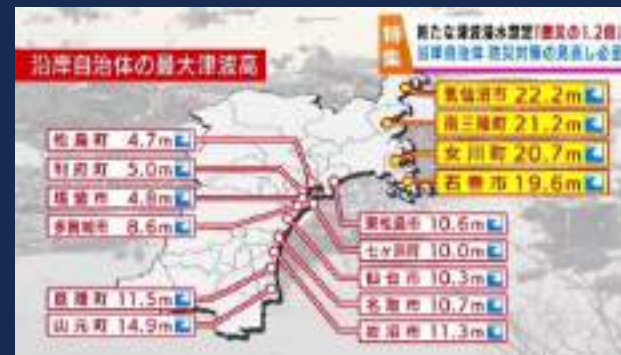 特集
新たな津波浸水想定「震災の1.2倍」
沿岸自治体 防災対策の見直し必至
沿岸自治体の最大津波高
気仙沼市 22.2m
南三陸町 21.2m
女川町 20.7m
石巻市 19.6m
松島町 4.7m
利府町 5.0m
塩釜市 4.8m
多賀城市 8.6m
東松島市 10.6m
七ヶ浜町 10.0m
仙台市 10.3m
名取市 10.7m
岩沼市 11.3m
亘理町 11.5m
山元町 14.9m